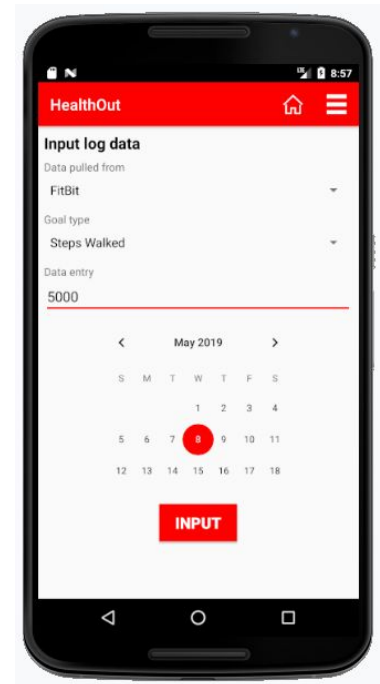 8:57
HealthOut
Input log data
Data pulled from
FitBit
Goal type
Steps Walked
Data entry
5000
May 2019
S M T W T F S
1 2 3 4
5 6 7 8 9 10 11
12 13 14 15 16 17 18
INPUT